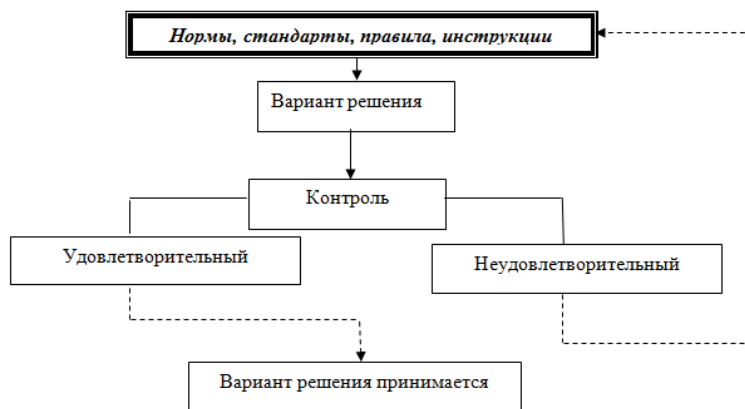 Нормы, стандарты, правила, инструкции
Вариант решения
Контроль
Удовлетворительный
Неудовлетворительный
Вариант решения принимается